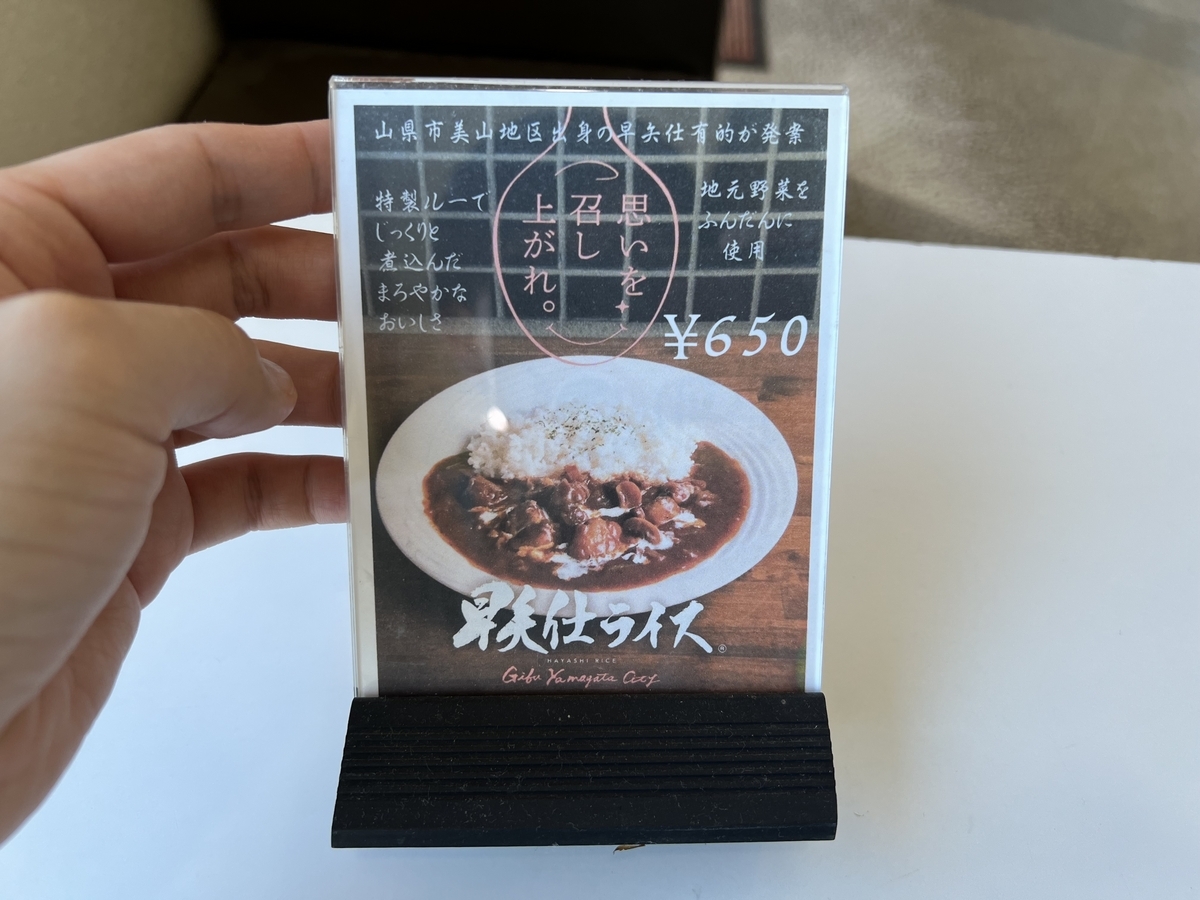 山県市美山地区出身の早矢仕有的が発案
特製ルーで
じっくりと
煮込んだ
まろやかな
おいしさ
思いを
召し
上がれ。
地元野菜を
ふんだんに
使用
¥650
早矢仕ライス®
HAYASHI RICE
Gifu Yamagata City